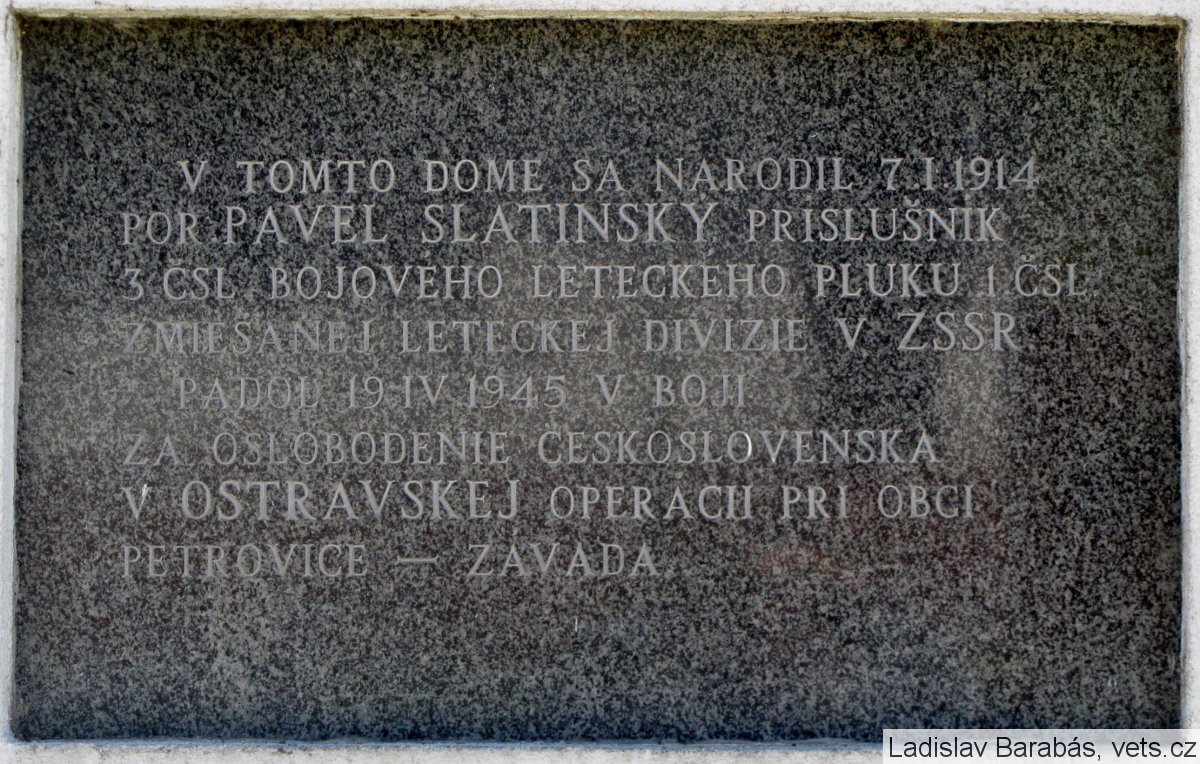 V TOMTO DOME SA NARODIL 7.I.1914
POR. PAVEL SLATINSKÝ PRÍSLUŠNÍK
3.ČSL. BOJOVÉHO LETECKÉHO PLUKU 1.ČSL.
ZMIEŠANEJ LETECKEJ DIVÍZIE V ZSSR
PADOL 19.IV.1945 V BOJI
ZA OSLOBODENIE ČESKOSLOVENSKA
V OSTRAVSKEJ OPERÁCII PRI OBCI
PETROVICE – ZÁVADA
Ladislav Barabás, vets.cz